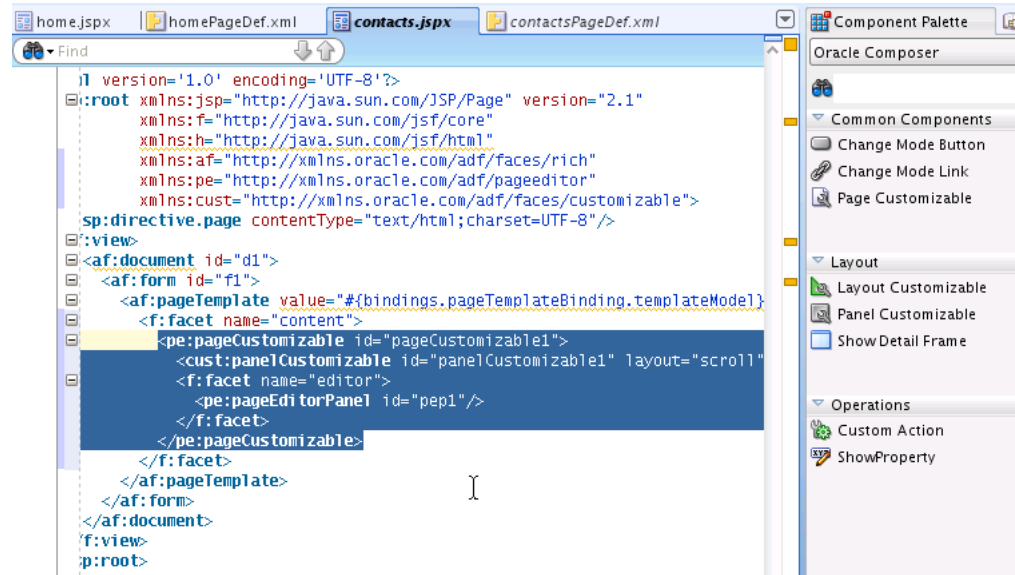 home.jspx homePageDef.xml contacts.jspx contactsPageDef.xml
Find
l version='1.0' encoding='UTF-8'?>
:root xmlns:jsp="http://java.sun.com/JSP/Page" version="2.1"
xmlns:f="http://java.sun.com/jsf/core"
xmlns:h="http://java.sun.com/jsf/html"
xmlns:af="http://xmlns.oracle.com/adf/faces/rich"
xmlns:pe="http://xmlns.oracle.com/adf/pageeditor"
xmlns:cust="http://xmlns.oracle.com/adf/faces/customizable">
sp:directive.page contentType="text/html;charset=UTF-8"/>
f:view>
<af:document id="d1">
<af:form id="f1">
<af:pageTemplate value="#{bindings.pageTemplateBinding.templateModel}
<f:facet name="content">
<pe:pageCustomizable id="pageCustomizable1">
<cust:panelCustomizable id="panelCustomizable1" layout="scroll"
<f:facet name="editor">
<pe:pageEditorPanel id="pep1"/>
</f:facet>
</pe:pageCustomizable>
</f:facet>
</af:pageTemplate>
</af:form>
</af:document>
f:view>
p:root>
Component Palette
Oracle Composer
Common Components
Change Mode Button
Change Mode Link
Page Customizable
Layout
Layout Customizable
Panel Customizable
Show Detail Frame
Operations
Custom Action
ShowProperty